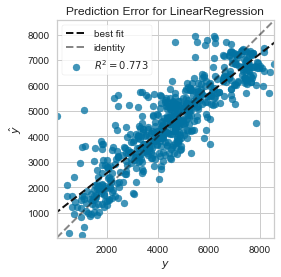 Prediction Error for LinearRegression
best fit
identity
R² = 0.773
8000
7000
6000
5000
4000
3000
2000
1000
ŷ
2000 4000 6000 8000
y